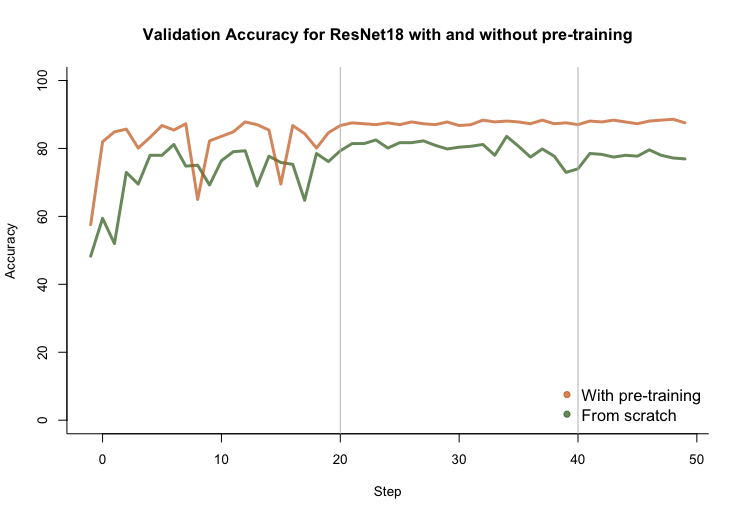 Validation Accuracy for ResNet18 with and without pre-training
Accuracy
100
80
60
40
20
0
With pre-training
From scratch
0 10 20 30 40 50
Step